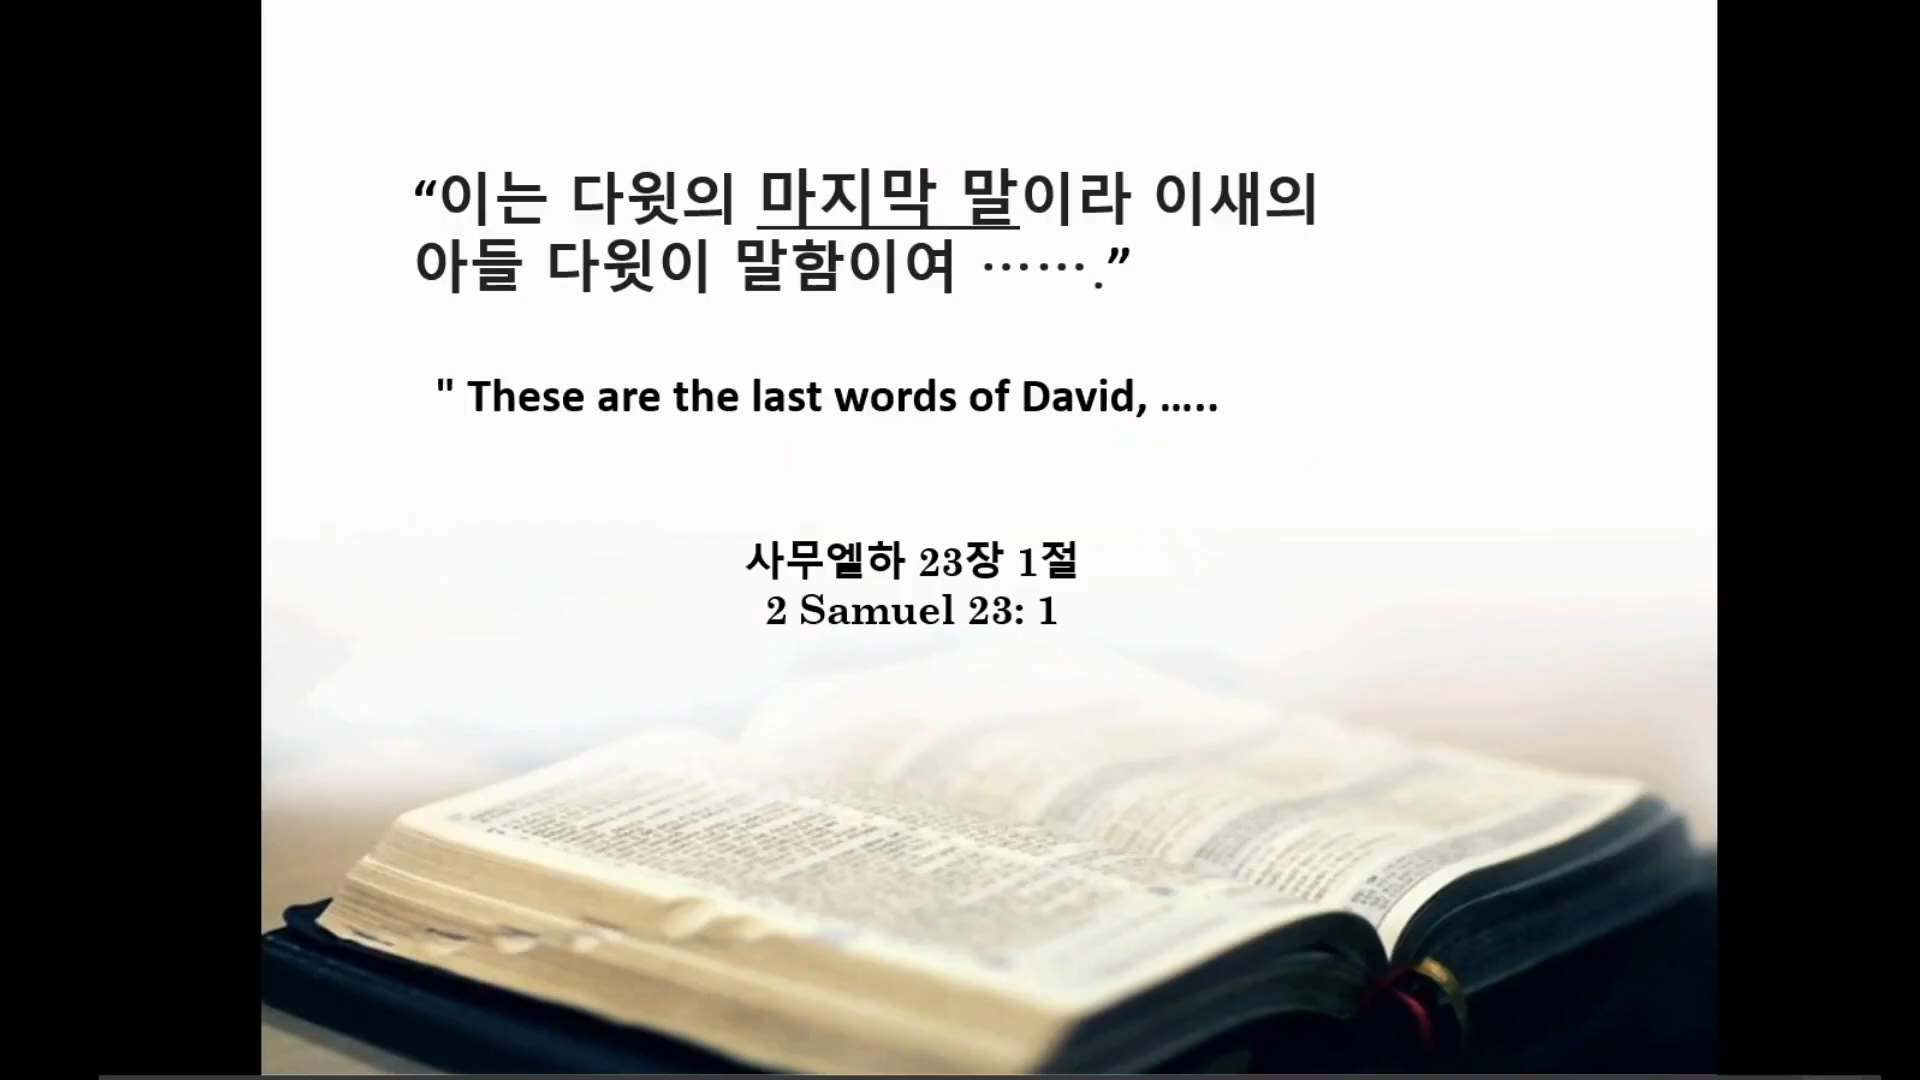 “이는 다윗의 마지막 말이라 이새의
아들 다윗이 말함이여 …….”
" These are the last words of David, …..
사무엘하 23장 1절
2 Samuel 23: 1